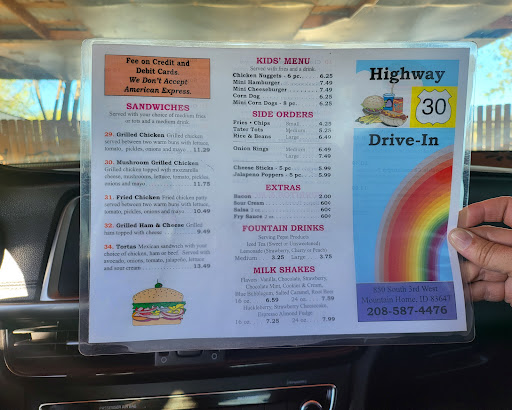 Fee on Credit and
Debit Cards.
We Don't Accept
American Express.
SANDWICHES
Served with your choice of medium fries
or tots and a medium drink.
29. Grilled Chicken Grilled chicken
served between two warm buns with lettuce,
tomato, pickles, onions and mayo 11.25
30. Mushroom Grilled Chicken
Grilled chicken topped with mozzarella
cheese, mushrooms, lettuce, tomato, pickles,
onions and mayo 11.75
31. Fried Chicken Fried chicken patty
served between two warm buns with lettuce,
tomato, pickles, onions and mayo 10.49
32. Grilled Ham & Cheese Grilled
ham topped with cheese 9.49
34. Tortas Mexican sandwich with your
choice of chicken, ham or beef. Served with
avocado, onions, tomato, jalapeño, lettuce,
and sour cream 13.49
KIDS' MENU
Served with fries and a drink.
Chicken Nuggets - 6 pc. 6.25
Mini Hamburger 7.49
Mini Cheeseburger 7.49
Corn Dog 6.25
Mini Corn Dogs - 8 pc. 6.25
SIDE ORDERS
Fries • Chips Small 4.25
Tater Tots Medium 5.25
Rice & Beans Large 6.49
Onion Rings Medium 6.49
Large 7.49
Cheese Sticks - 5 pc. 5.99
Jalapeno Poppers - 5 pc. 5.99
EXTRAS
Bacon 2.00
Sour Cream 60¢
Salsa 2 oz. 60¢
Fry Sauce 2 oz. 60¢
FOUNTAIN DRINKS
Serving Pepsi Products
Iced Tea (Sweet or Unsweetened)
Lemonade (Strawberry, Cherry or Peach)
Medium 3.25 Large 3.75
MILK SHAKES
Flavors - Vanilla, Chocolate, Strawberry,
Chocolate Mint, Cookies & Cream,
Blue Bubblegum, Salted Caramel, Root Beer
16 oz. 6.59 24 oz. 7.59
Huckleberry, Strawberry Cheesecake,
Burnt Almond Fudge
16 oz. 7.25 24 oz. 7.99
Highway
30
Drive-In
850 South 3rd West
Mountain Home, ID 83647
208-587-4476